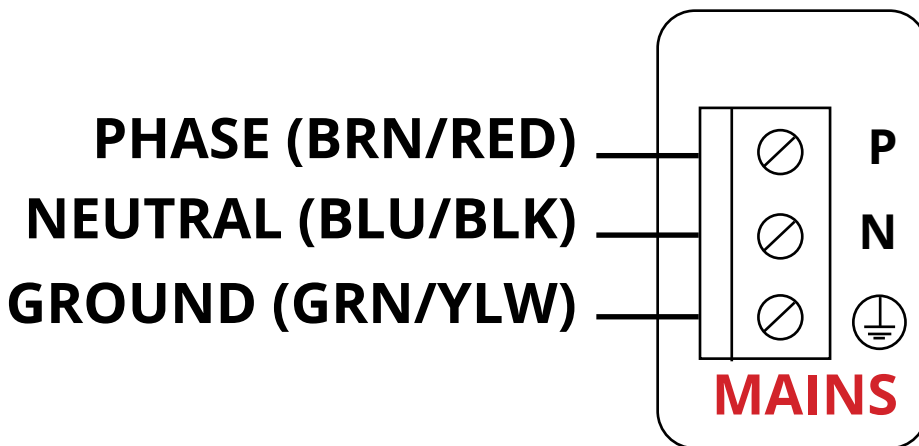 PHASE (BRN/RED) P
NEUTRAL (BLU/BLK) N
GROUND (GRN/YLW)
MAINS